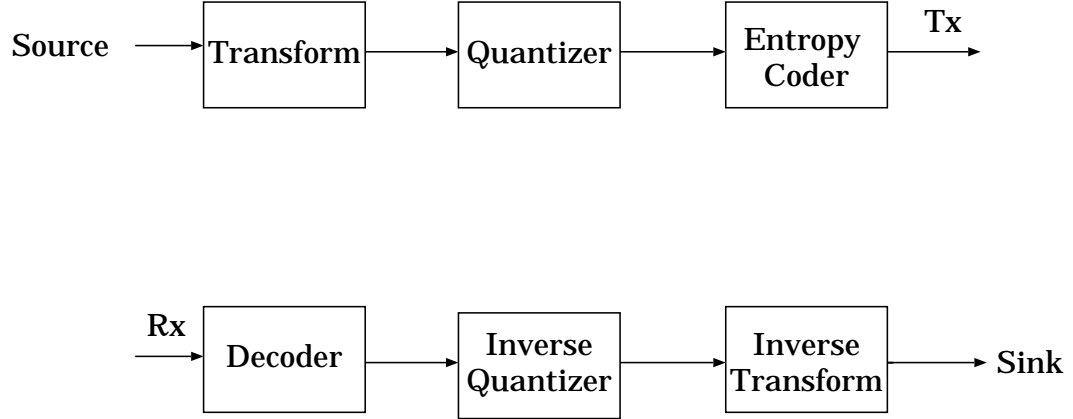 Source
Transform
Quantizer
Entropy
Coder
Tx
Rx
Decoder
Inverse
Quantizer
Inverse
Transform
Sink